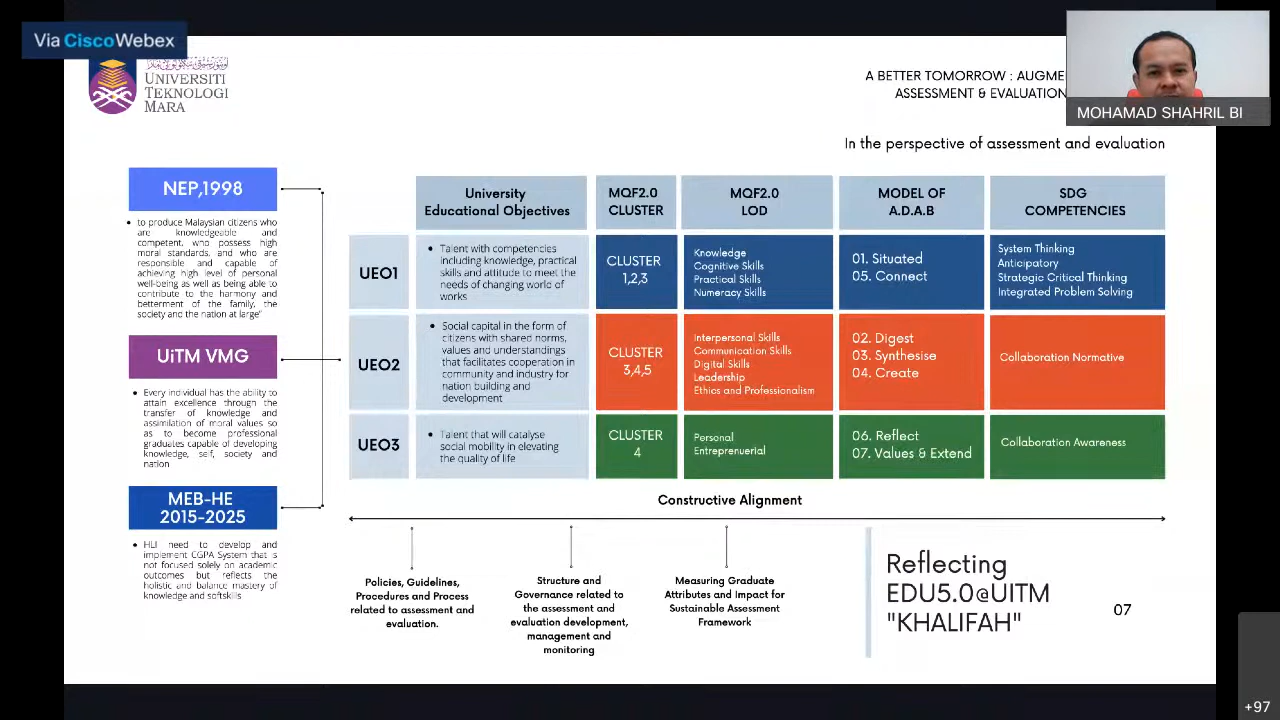 Via CiscoWebex
UNIVERSITI
TEKNOLOGI
MARA
A BETTER TOMORROW : AUGME
ASSESSMENT & EVALUATION
MOHAMAD SHAHRIL BI
In the perspective of assessment and evaluation
NEP,1998
• to produce Malaysian citizens who
are knowledgeable and
competent, who possess high
moral standards, and who are
responsible and capable of
achieving high level of personal
well-being as well as being able to
contribute to the harmony and
betterment of the family, the
society and the nation at large"
UiTM VMG
• Every individual has the ability to
attain excellence through the
transfer of knowledge and
assimilation of moral values so
as to become professional
graduates capable of developing
knowledge, self, society and
nation
MEB-HE
2015-2025
• HLI need to develop and
implement CGPA System that is
not focused solely on academic
outcomes but reflects the
holistic and balance mastery of
knowledge and softskills
University
Educational Objectives
MQF2.0
CLUSTER
MQF2.0
LOD
MODEL OF
A.D.A.B
SDG
COMPETENCIES
UEO1
• Talent with competencies
including knowledge, practical
skills and attitude to meet the
needs of changing world of
works
CLUSTER
1,2,3
Knowledge
Cognitive Skills
Practical Skills
Numeracy Skills
01. Situated
05. Connect
System Thinking
Anticipatory
Strategic Critical Thinking
Integrated Problem Solving
UEO2
• Social capital in the form of
citizens with shared norms,
values and understandings
that facilitates cooperation in
community and industry for
nation building and
development
CLUSTER
3,4,5
Interpersonal Skills
Communication Skills
Digital Skills
Leadership
Ethics and Professionalism
02. Digest
03. Synthesise
04. Create
Collaboration Normative
UEO3
• Talent that will catalyse
social mobility in elevating
the quality of life
CLUSTER
4
Personal
Entreprenuerial
06. Reflect
07. Values & Extend
Collaboration Awareness
Constructive Alignment
Policies, Guidelines,
Procedures and Process
related to assessment and
evaluation.
Structure and
Governance related to
the assessment and
evaluation development,
management and
monitoring
Measuring Graduate
Attributes and Impact for
Sustainable Assessment
Framework
Reflecting
EDU5.0@UITM
"KHALIFAH"
07
+97